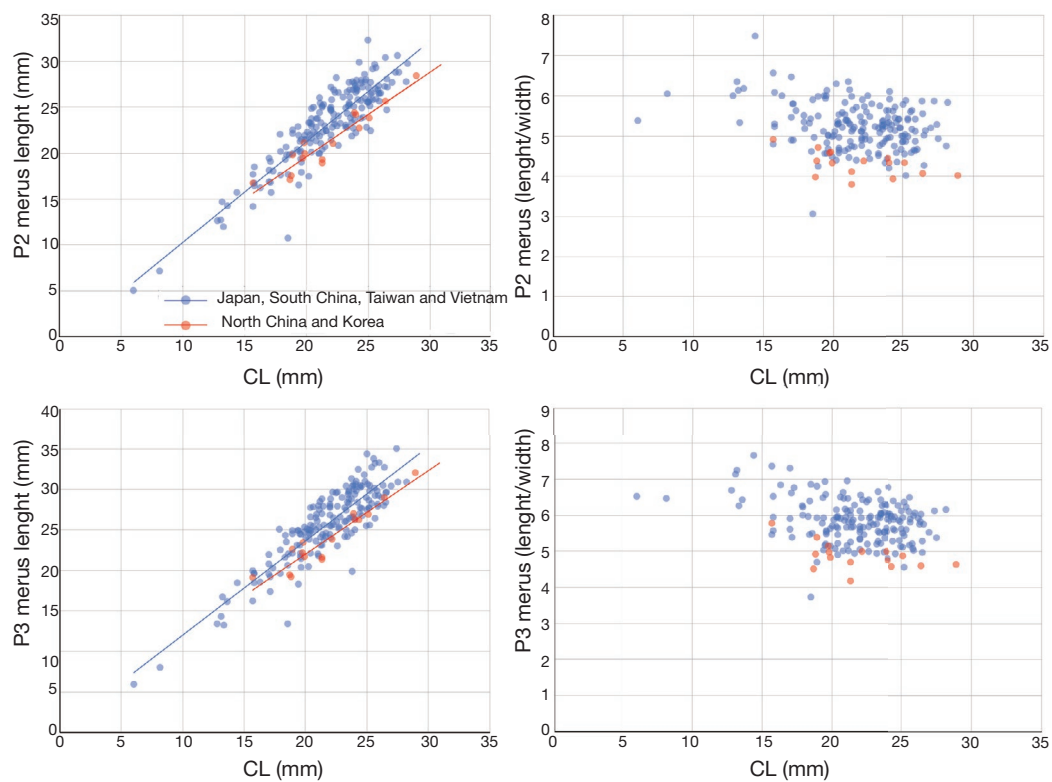 P2 merus lenght (mm)
35
30
25
20
15
10
5
0
0 5 10 15 20 25 30 35
CL (mm)
Japan, South China, Taiwan and Vietnam
North China and Korea
P2 merus (lenght/width)
8
7
6
5
4
3
2
1
0
0 5 10 15 20 25 30 35
CL (mm)
P3 merus lenght (mm)
40
35
30
25
20
15
10
5
0
0 5 10 15 20 25 30 35
CL (mm)
P3 merus (lenght/width)
9
8
7
6
5
4
3
2
1
0
0 5 10 15 20 25 30 35
CL (mm)